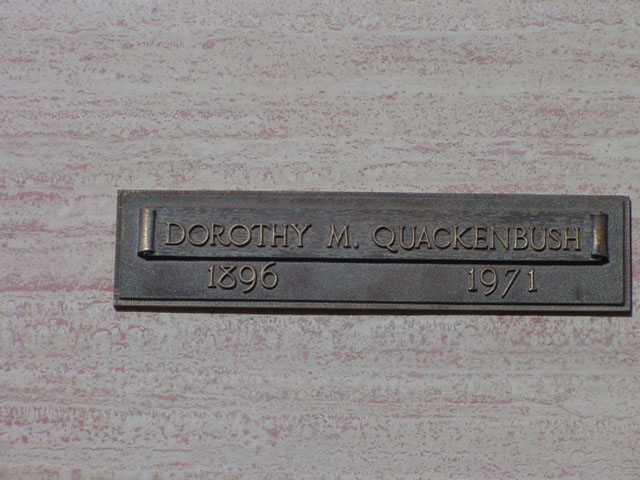 DOROTHY M. QUACKENBUSH
1896 1971